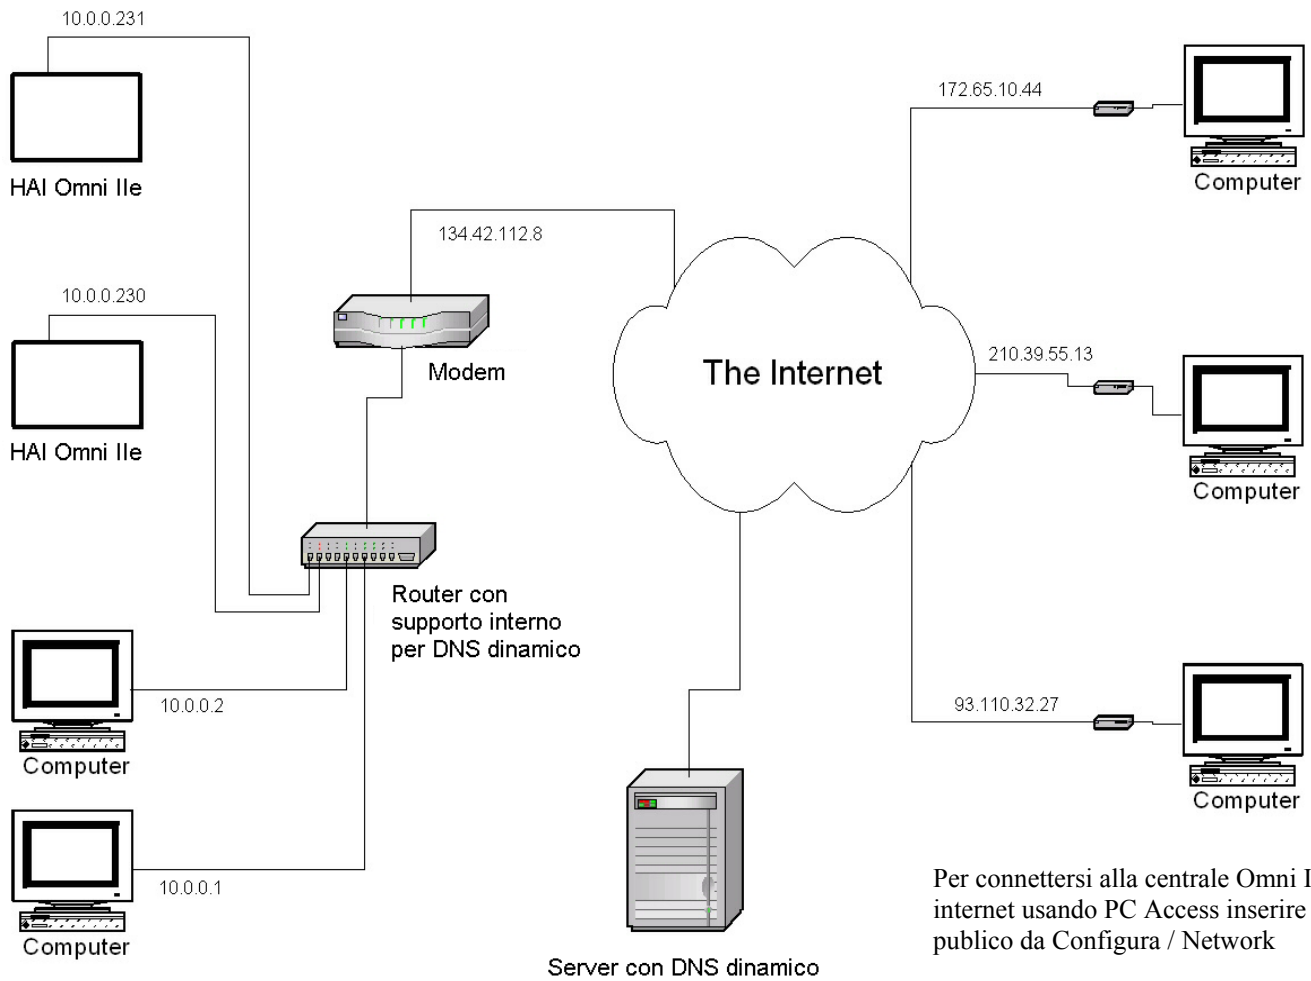 10.0.0.231
HAI Omni IIe
10.0.0.230
HAI Omni IIe
134.42.112.8
Modem
Router con
supporto interno
per DNS dinamico
10.0.0.2
Computer
10.0.0.1
Computer
The Internet
Server con DNS dinamico
172.65.10.44
Computer
210.39.55.13
Computer
93.110.32.27
Computer
Per connettersi alla centrale Omni I
internet usando PC Access inserire
publico da Configura / Network